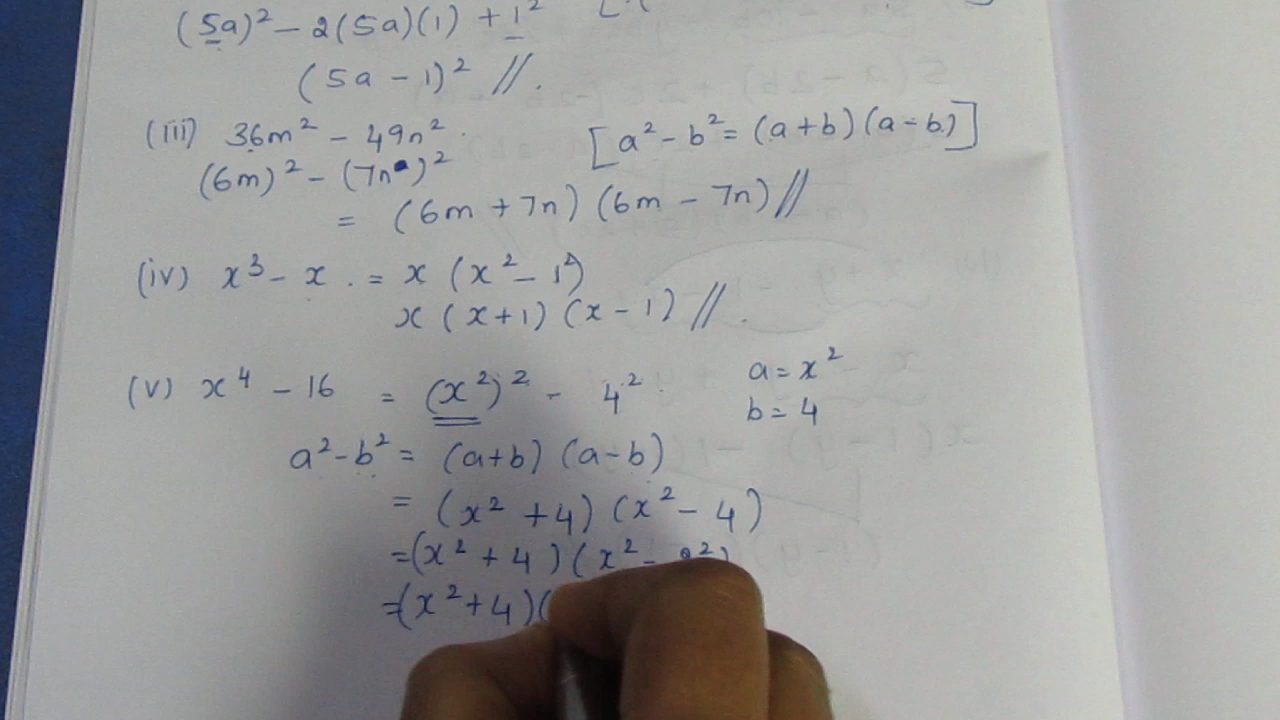 (5a)² - 2(5a)(1) + 1²
(5a - 1)² //.
(iii) 36m² - 49n². [a² - b² = (a+b)(a-b)]
(6m)² - (7n)²
= (6m + 7n)(6m - 7n) //
(iv) x³ - x . = x (x² - 1²)
x (x+1)(x-1) // .
(v) x⁴ - 16 = (x²)² - 4² . a = x²
b = 4
a² - b² = (a+b)(a-b)
= (x² + 4)(x² - 4)
= (x² + 4)(x² - 2²)
= (x² + 4)(